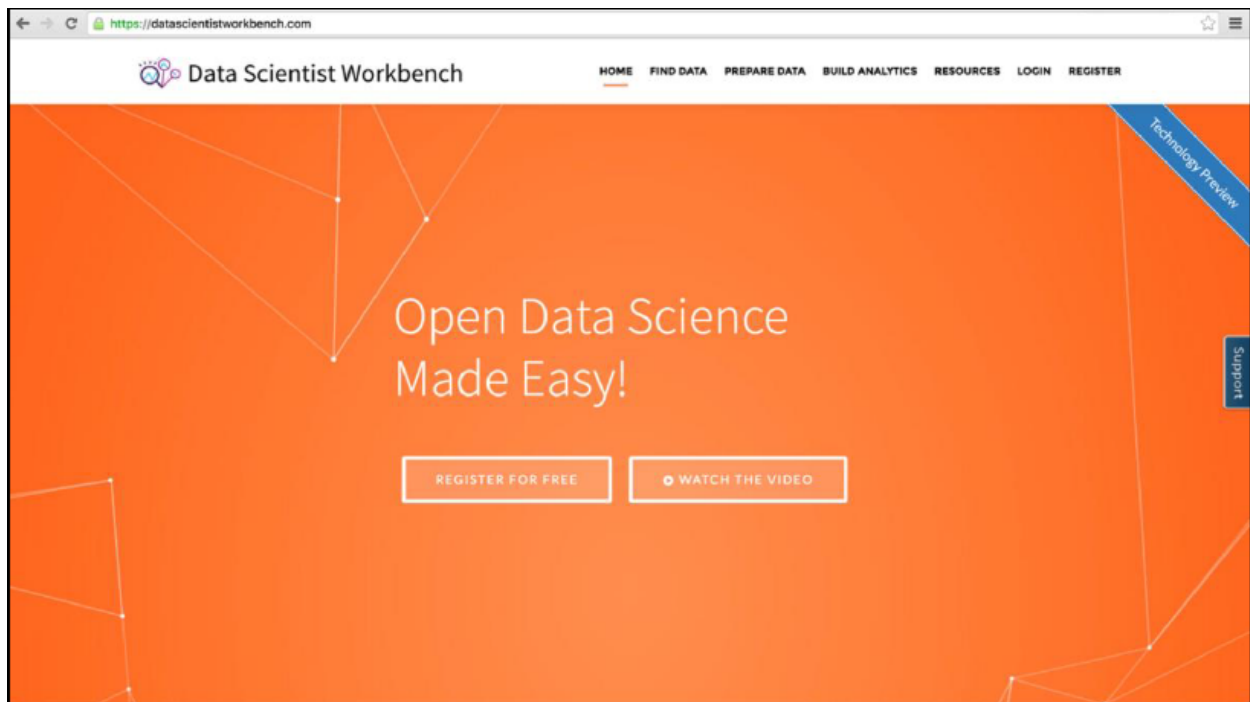 https://datascientistworkbench.com
Data Scientist Workbench
HOME FIND DATA PREPARE DATA BUILD ANALYTICS RESOURCES LOGIN REGISTER
Technology Preview
Open Data Science
Made Easy!
Support
REGISTER FOR FREE
WATCH THE VIDEO